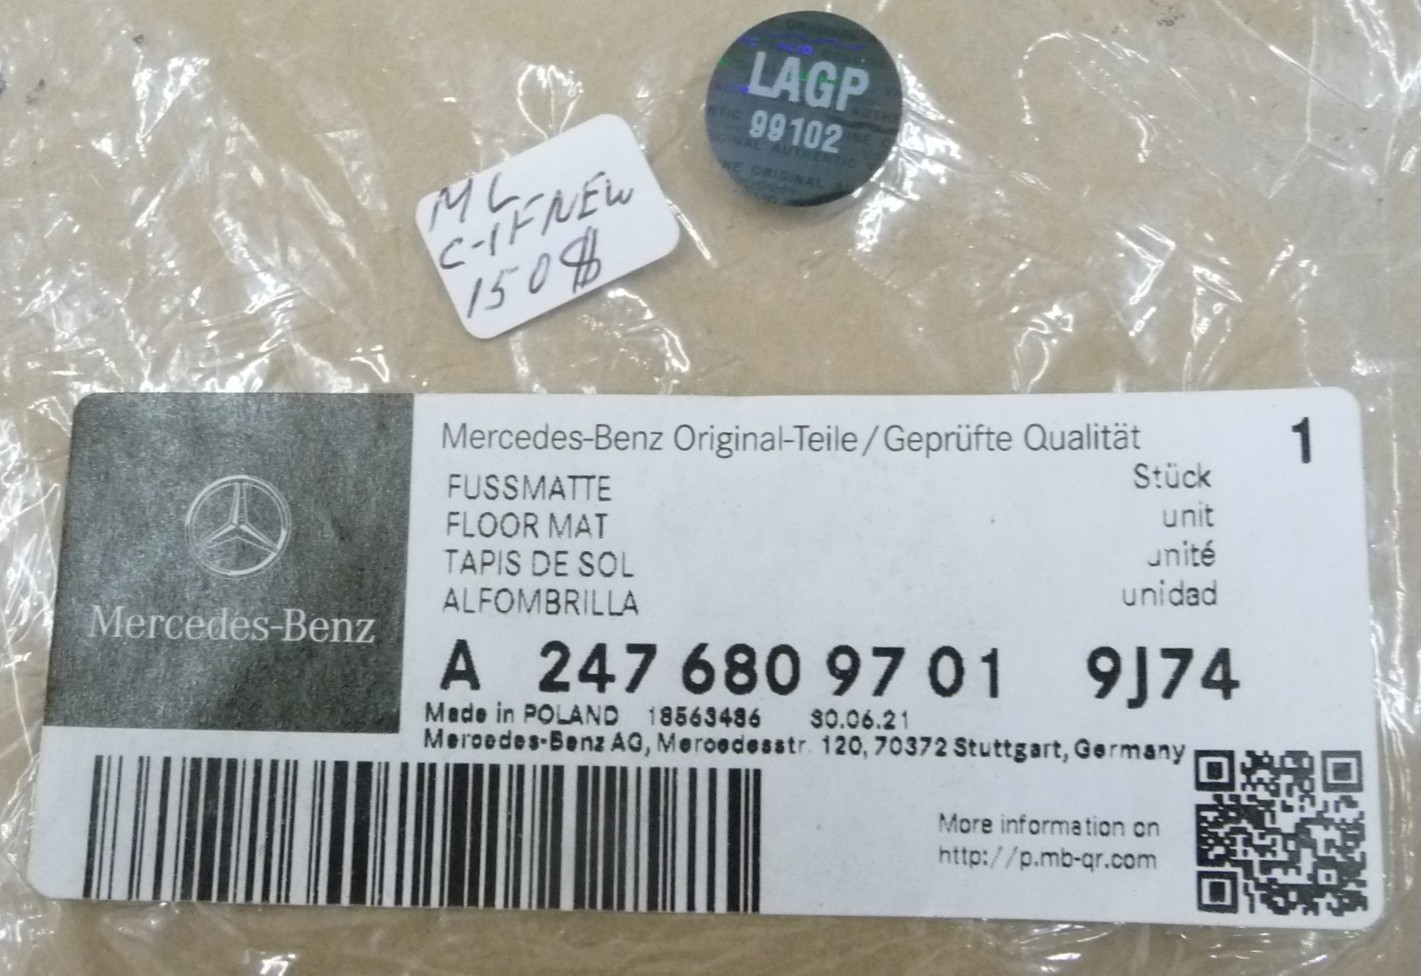 LAGP
99102
ML
C-1FNEW
150$
Mercedes-Benz
Mercedes-Benz Original-Teile/Geprüfte Qualität
1
FUSSMATTE Stück
FLOOR MAT unit
TAPIS DE SOL unité
ALFOMBRILLA unidad
A 247 680 97 01 9J74
Made in POLAND 18563486 30.06.21
Mercedes-Benz AG, Mercedesstr. 120, 70372 Stuttgart, Germany
More information on
http://p.mb-qr.com